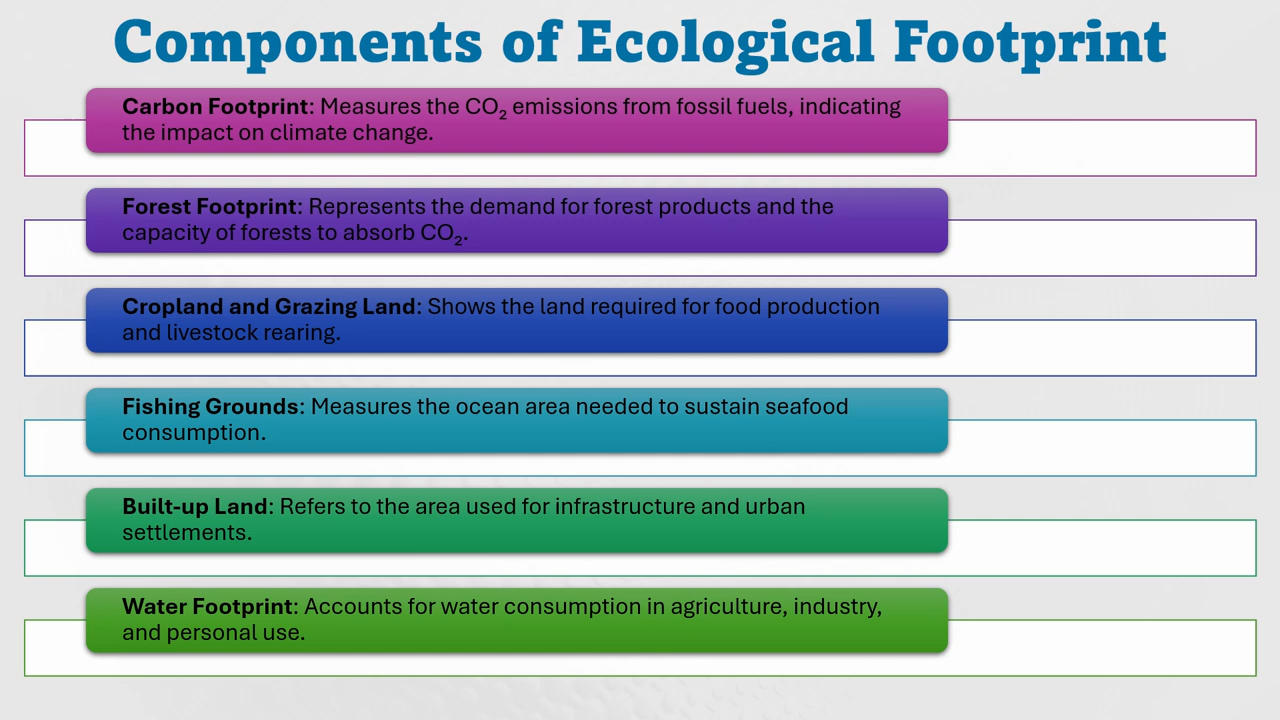 Components of Ecological Footprint
Carbon Footprint: Measures the CO₂ emissions from fossil fuels, indicating
the impact on climate change.
Forest Footprint: Represents the demand for forest products and the
capacity of forests to absorb CO₂.
Cropland and Grazing Land: Shows the land required for food production
and livestock rearing.
Fishing Grounds: Measures the ocean area needed to sustain seafood
consumption.
Built-up Land: Refers to the area used for infrastructure and urban
settlements.
Water Footprint: Accounts for water consumption in agriculture, industry,
and personal use.